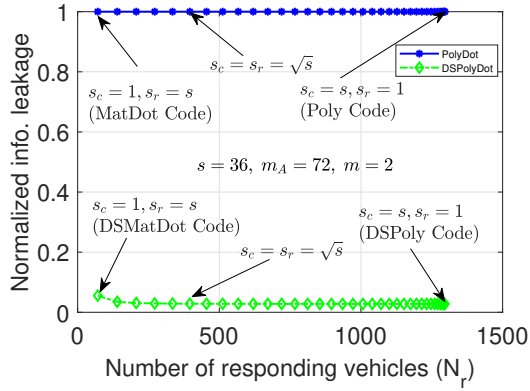 1
0.8
0.6
0.4
0.2
0
0
500
1000
1500
Normalized info. leakage
Number of responding vehicles (N_r)
PolyDot
DSPolyDot
s_c = s_r = √s
s_c = 1, s_r = s
(MatDot Code)
s_c = s, s_r = 1
(Poly Code)
s = 36, m_A = 72, m = 2
s_c = 1, s_r = s
(DSMatDot Code)
s_c = s, s_r = 1
(DSPoly Code)
s_c = s_r = √s